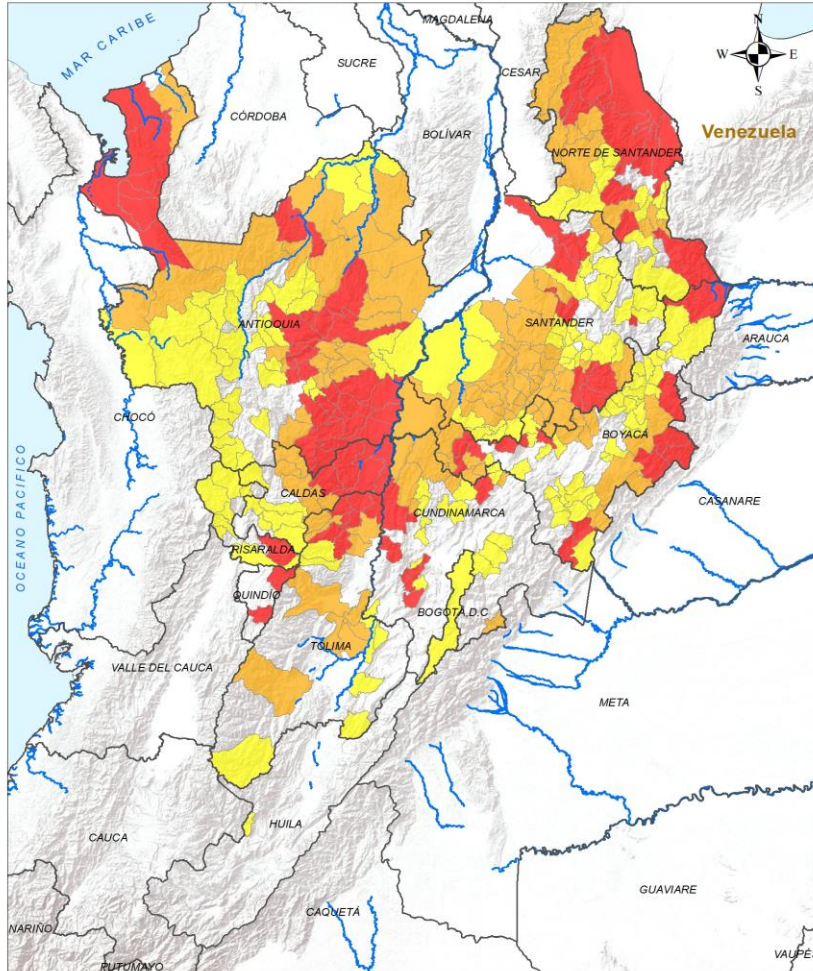 MAGDALENA
MAR CARIBE
SUCRE
CESAR
N
W E
S
CÓRDOBA
BOLÍVAR
Venezuela
NORTE DE SANTANDER
ANTIOQUIA
SANTANDER
ARAUCA
CHOCÓ
BOYACÁ
OCEANO PACIFICO
CALDAS
CUNDINAMARCA
CASANARE
RISARALDA
QUINDÍO
BOGOTÁ, D.C
TOLIMA
VALLE DEL CAUCA
META
HUILA
CAUCA
GUAVIARE
CAQUETÁ
NARIÑO
PUTUMAYO
VAUPÉS